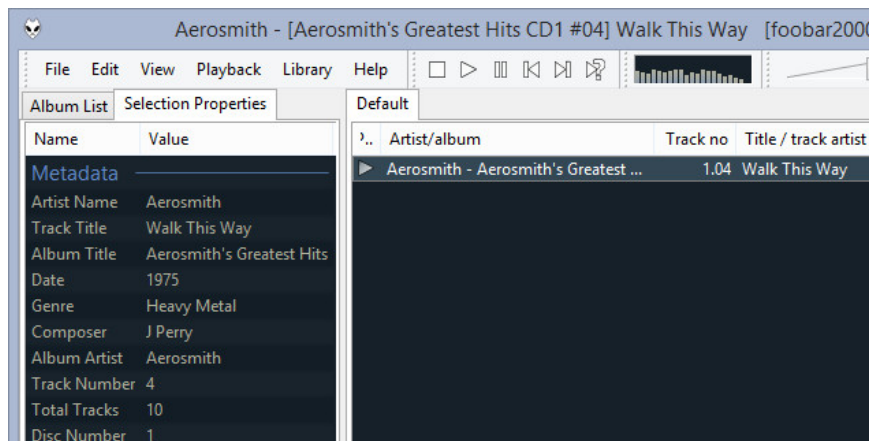 Aerosmith - [Aerosmith's Greatest Hits CD1 #04] Walk This Way [foobar2000
File Edit View Playback Library Help
Album List Selection Properties Default
Name Value Artist/album Track no Title / track artist
Metadata Aerosmith - Aerosmith's Greatest ... 1.04 Walk This Way
Artist Name Aerosmith
Track Title Walk This Way
Album Title Aerosmith's Greatest Hits
Date 1975
Genre Heavy Metal
Composer J Perry
Album Artist Aerosmith
Track Number 4
Total Tracks 10
Disc Number 1